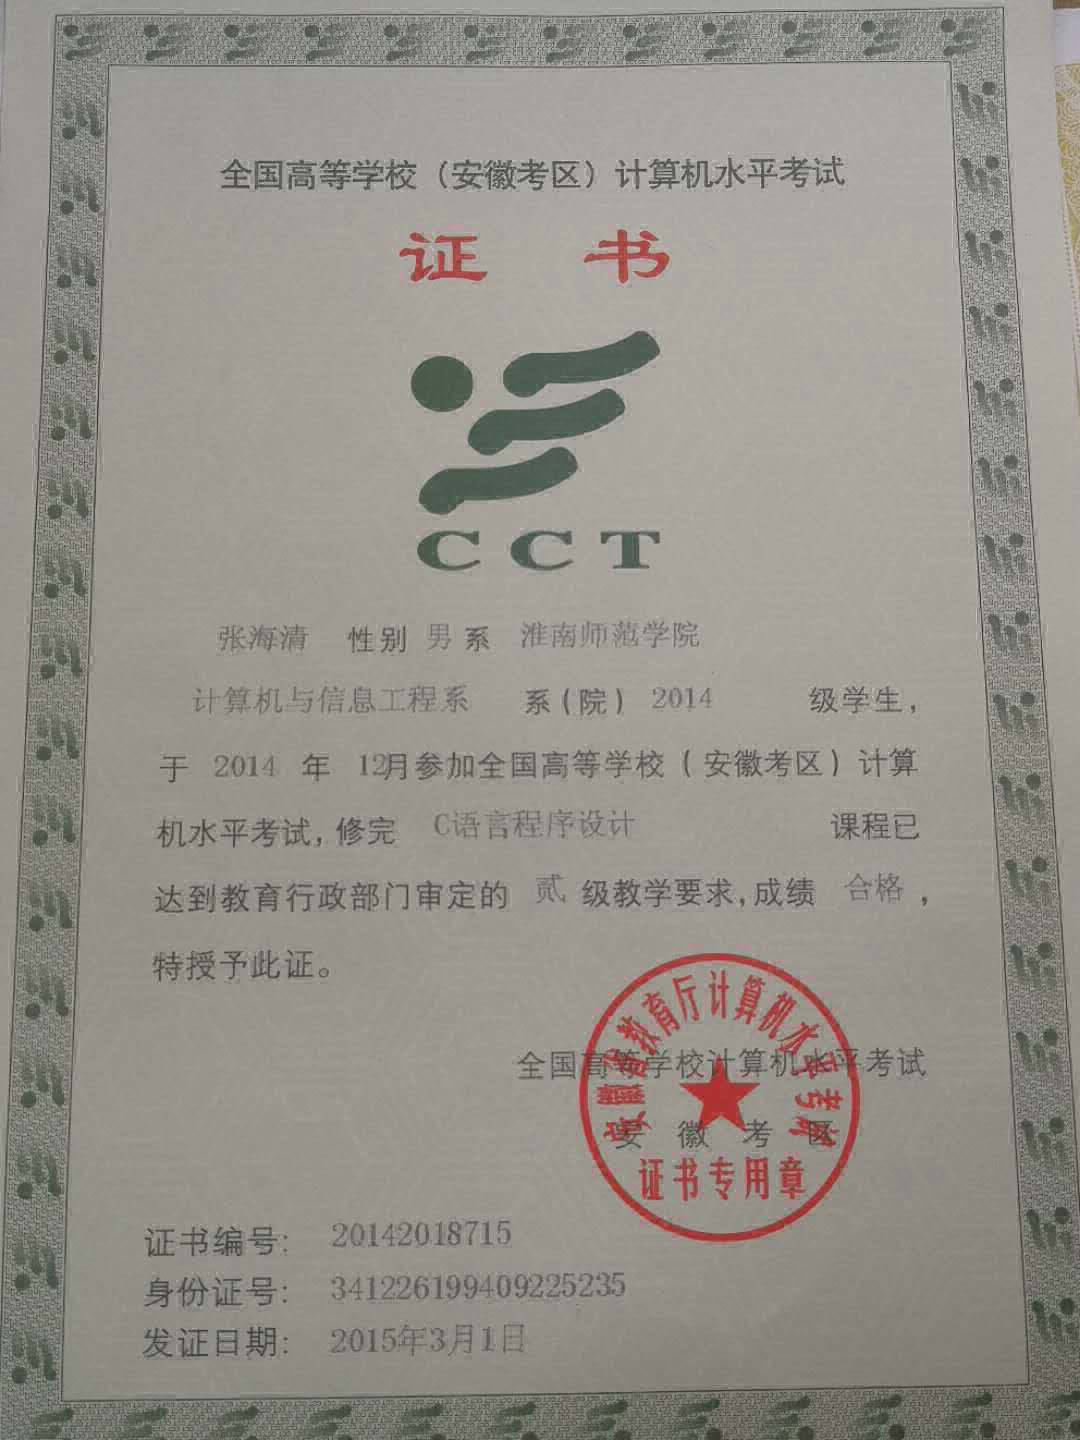 全国高等学校（安徽考区）计算机水平考试
证 书
CCT
张海清 性别 男 系 淮南师范学院
计算机与信息工程系 系(院) 2014 级学生,
于 2014 年 12月参加全国高等学校(安徽考区)计算
机水平考试,修完 C语言程序设计 课程已
达到教育行政部门审定的 贰 级教学要求,成绩 合格,
特授予此证。
安徽省教育厅计算机水平考试
全国高等学校计算机水平考试
安 徽 考 区
证书专用章
证书编号: 20142018715
身份证号: 341226199409225235
发证日期: 2015年3月1日